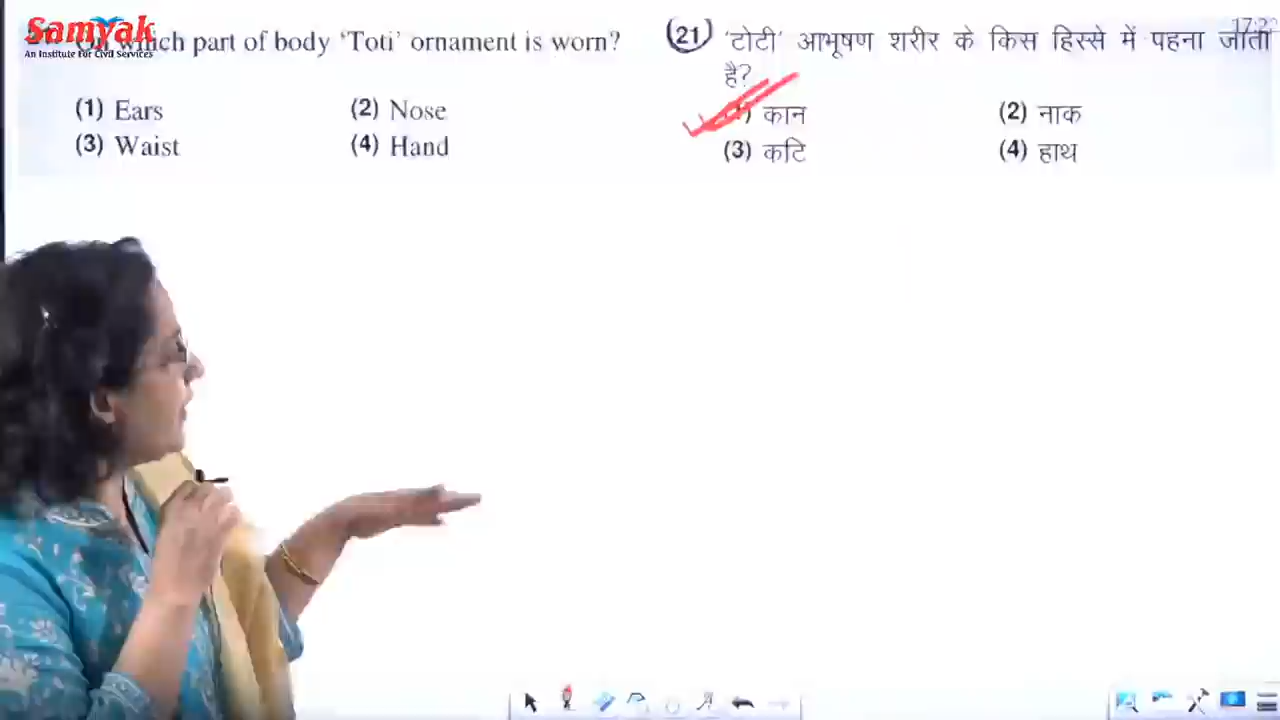 Samyak
An Institute For Civil Services
which part of body ‘Toti’ ornament is worn?
(1) Ears
(2) Nose
(3) Waist
(4) Hand
(21) ‘टोटी’ आभूषण शरीर के किस हिस्से में पहना जाता
है?
कान
(2) नाक
(3) कटि
(4) हाथ